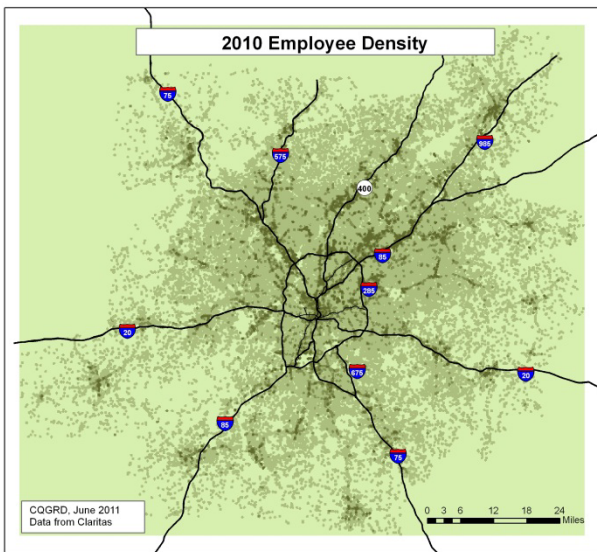 2010 Employee Density
75
575
985
400
85
285
20
675
20
85
75
CQGRD, June 2011
Data from Claritas
0 3 6 12 18 24
Miles